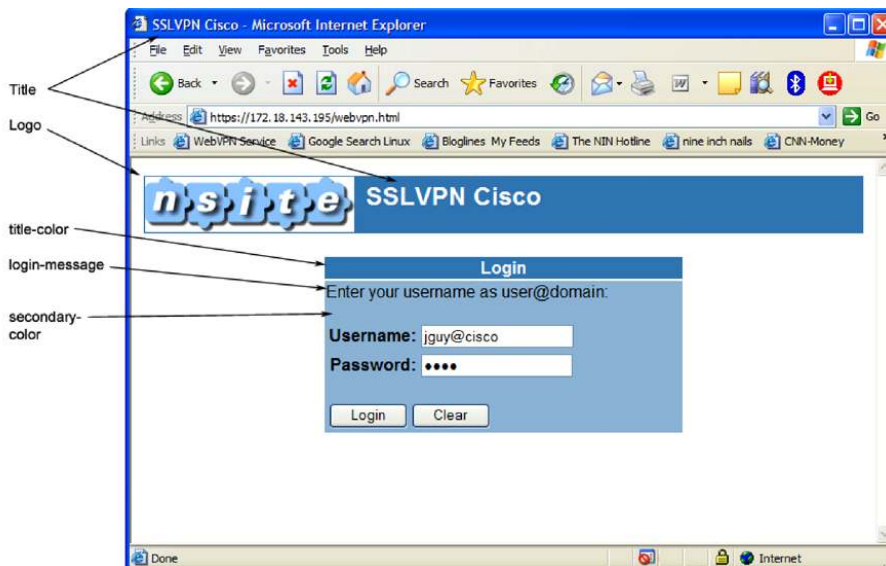 SSLVPN Cisco - Microsoft Internet Explorer
File Edit View Favorites Tools Help
Back Search Favorites
Title
Address https://172.18.143.195/webvpn.html Go
Logo
Links WebVPN Service Google Search Linux Bloglines My Feeds The NIN Hotline nine inch nails CNN-Money »
nsite SSLVPN Cisco
title-color
Login
login-message
Enter your username as user@domain:
secondary-
color
Username: jguy@cisco
Password: ••••
Login Clear
Done Internet